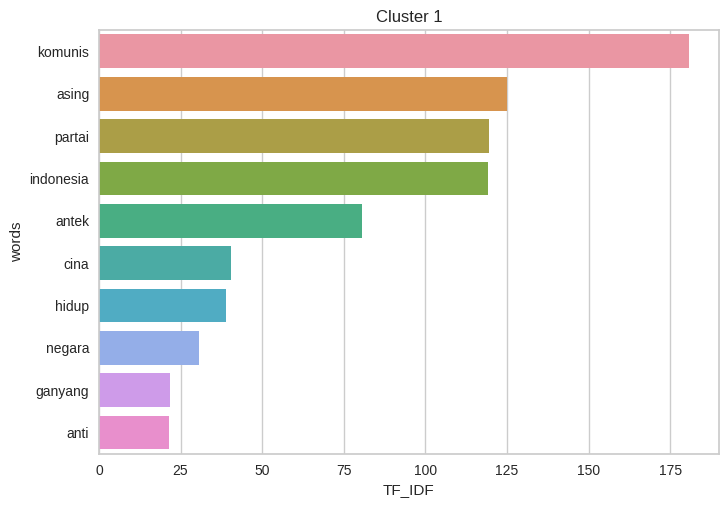 Cluster 1
words
komunis
asing
partai
indonesia
antek
cina
hidup
negara
ganyang
anti
0 25 50 75 100 125 150 175
TF_IDF